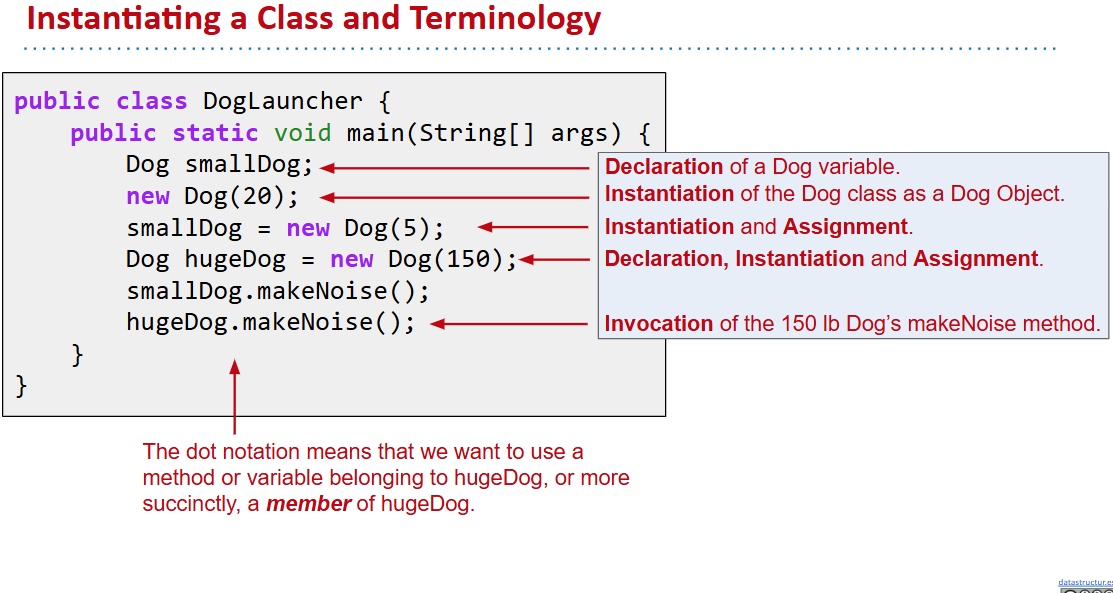 Instantiating a Class and Terminology
public class DogLauncher {
public static void main(String[] args) {
Dog smallDog;
new Dog(20);
smallDog = new Dog(5);
Dog hugeDog = new Dog(150);
smallDog.makeNoise();
hugeDog.makeNoise();
}
}
Declaration of a Dog variable.
Instantiation of the Dog class as a Dog Object.
Instantiation and Assignment.
Declaration, Instantiation and Assignment.
Invocation of the 150 lb Dog’s makeNoise method.
The dot notation means that we want to use a
method or variable belonging to hugeDog, or more
succinctly, a member of hugeDog.
datastructur.es